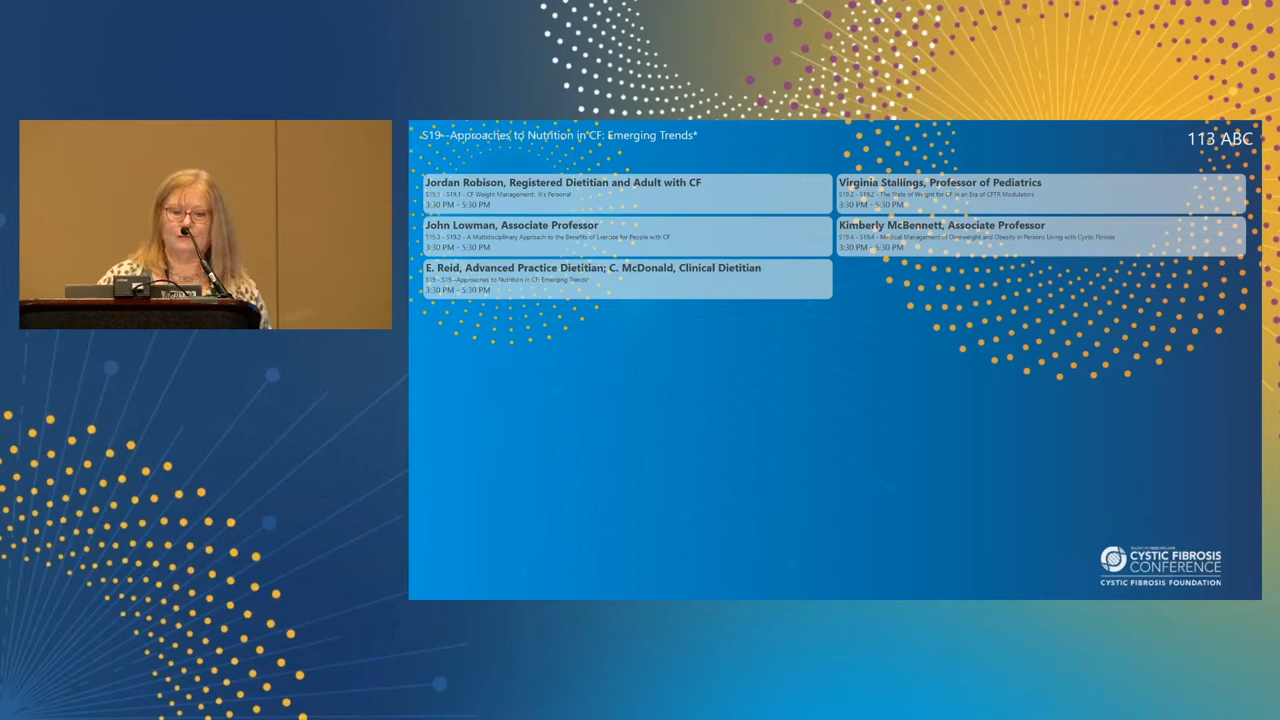 S19--Approaches to Nutrition in CF: Emerging Trends*
113 ABC
Jordan Robison, Registered Dietitian and Adult with CF
S19.1 - S19.1 - CF Weight Management: It's Personal
3:30 PM - 5:30 PM
Virginia Stallings, Professor of Pediatrics
S19.2 - S19.2 - The State of Weight for CF in an Era of CFTR Modulators
3:30 PM - 5:30 PM
John Lowman, Associate Professor
S19.3 - S19.3 - A Multidisciplinary Approach to the Benefits of Exercise for People with CF
3:30 PM - 5:30 PM
Kimberly McBennett, Associate Professor
S19.4 - S19.4 - Medical Management of Overweight and Obesity in Persons Living with Cystic Fibrosis
3:30 PM - 5:30 PM
E. Reid, Advanced Practice Dietitian; C. McDonald, Clinical Dietitian
S19 - S19--Approaches to Nutrition in CF: Emerging Trends*
3:30 PM - 5:30 PM
NORTH AMERICAN
CYSTIC FIBROSIS
CONFERENCE
CYSTIC FIBROSIS FOUNDATION